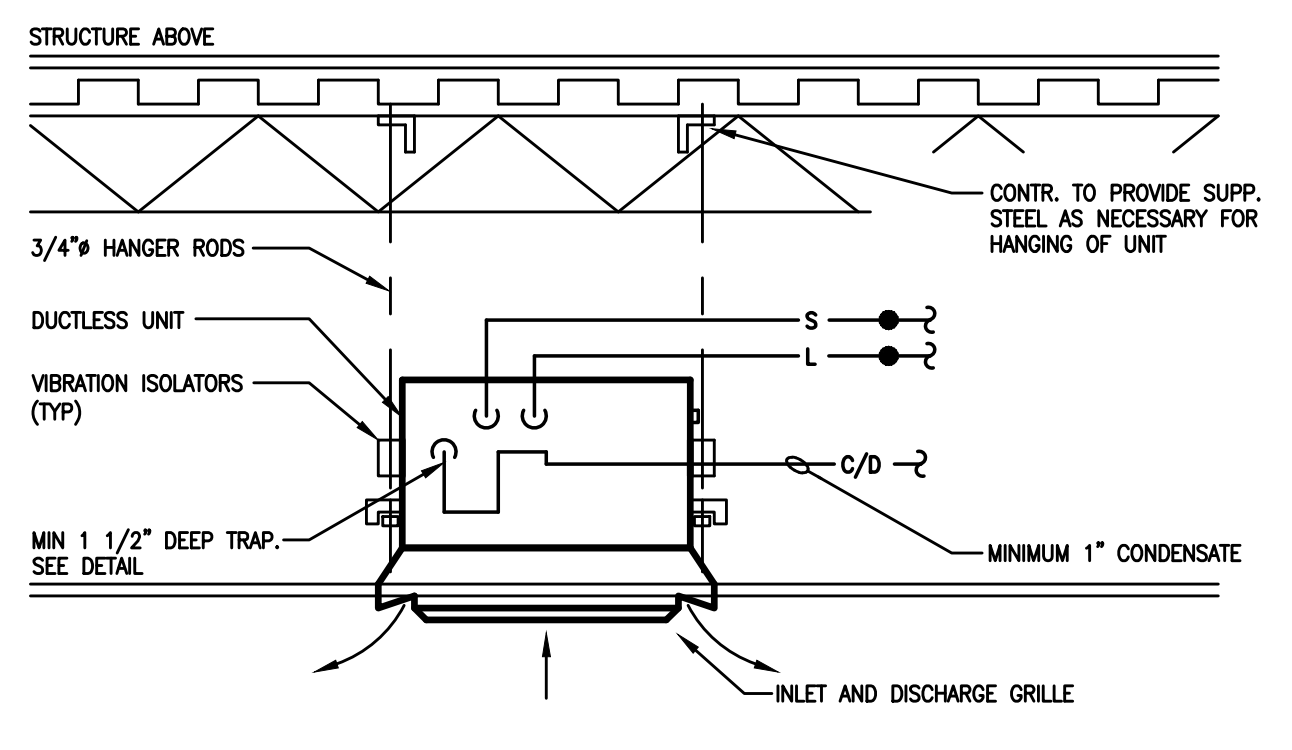 STRUCTURE ABOVE
CONTR. TO PROVIDE SUPP.
STEEL AS NECESSARY FOR
HANGING OF UNIT
3/4"ø HANGER RODS
DUCTLESS UNIT
S
L
VIBRATION ISOLATORS
(TYP)
C/D
MIN 1 1/2" DEEP TRAP.
SEE DETAIL
MINIMUM 1" CONDENSATE
INLET AND DISCHARGE GRILLE